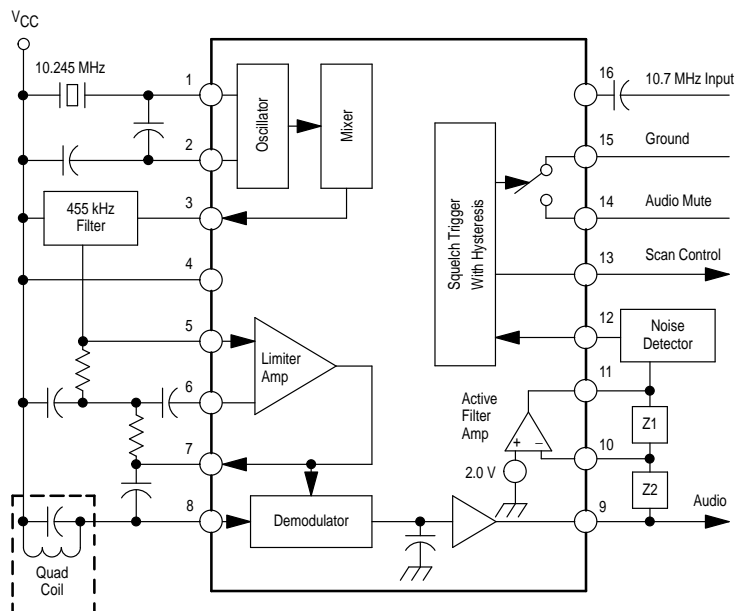 VCC
10.245 MHz
1
2
3
4
5
6
7
8
455 kHz
Filter
Quad
Coil
Oscillator
Mixer
Limiter
Amp
Demodulator
Squelch Trigger
With Hysteresis
Active
Filter
Amp
+
–
2.0 V
16
10.7 MHz Input
15
Ground
14
Audio Mute
13
Scan Control
12
Noise
Detector
11
Z1
10
Z2
9
Audio